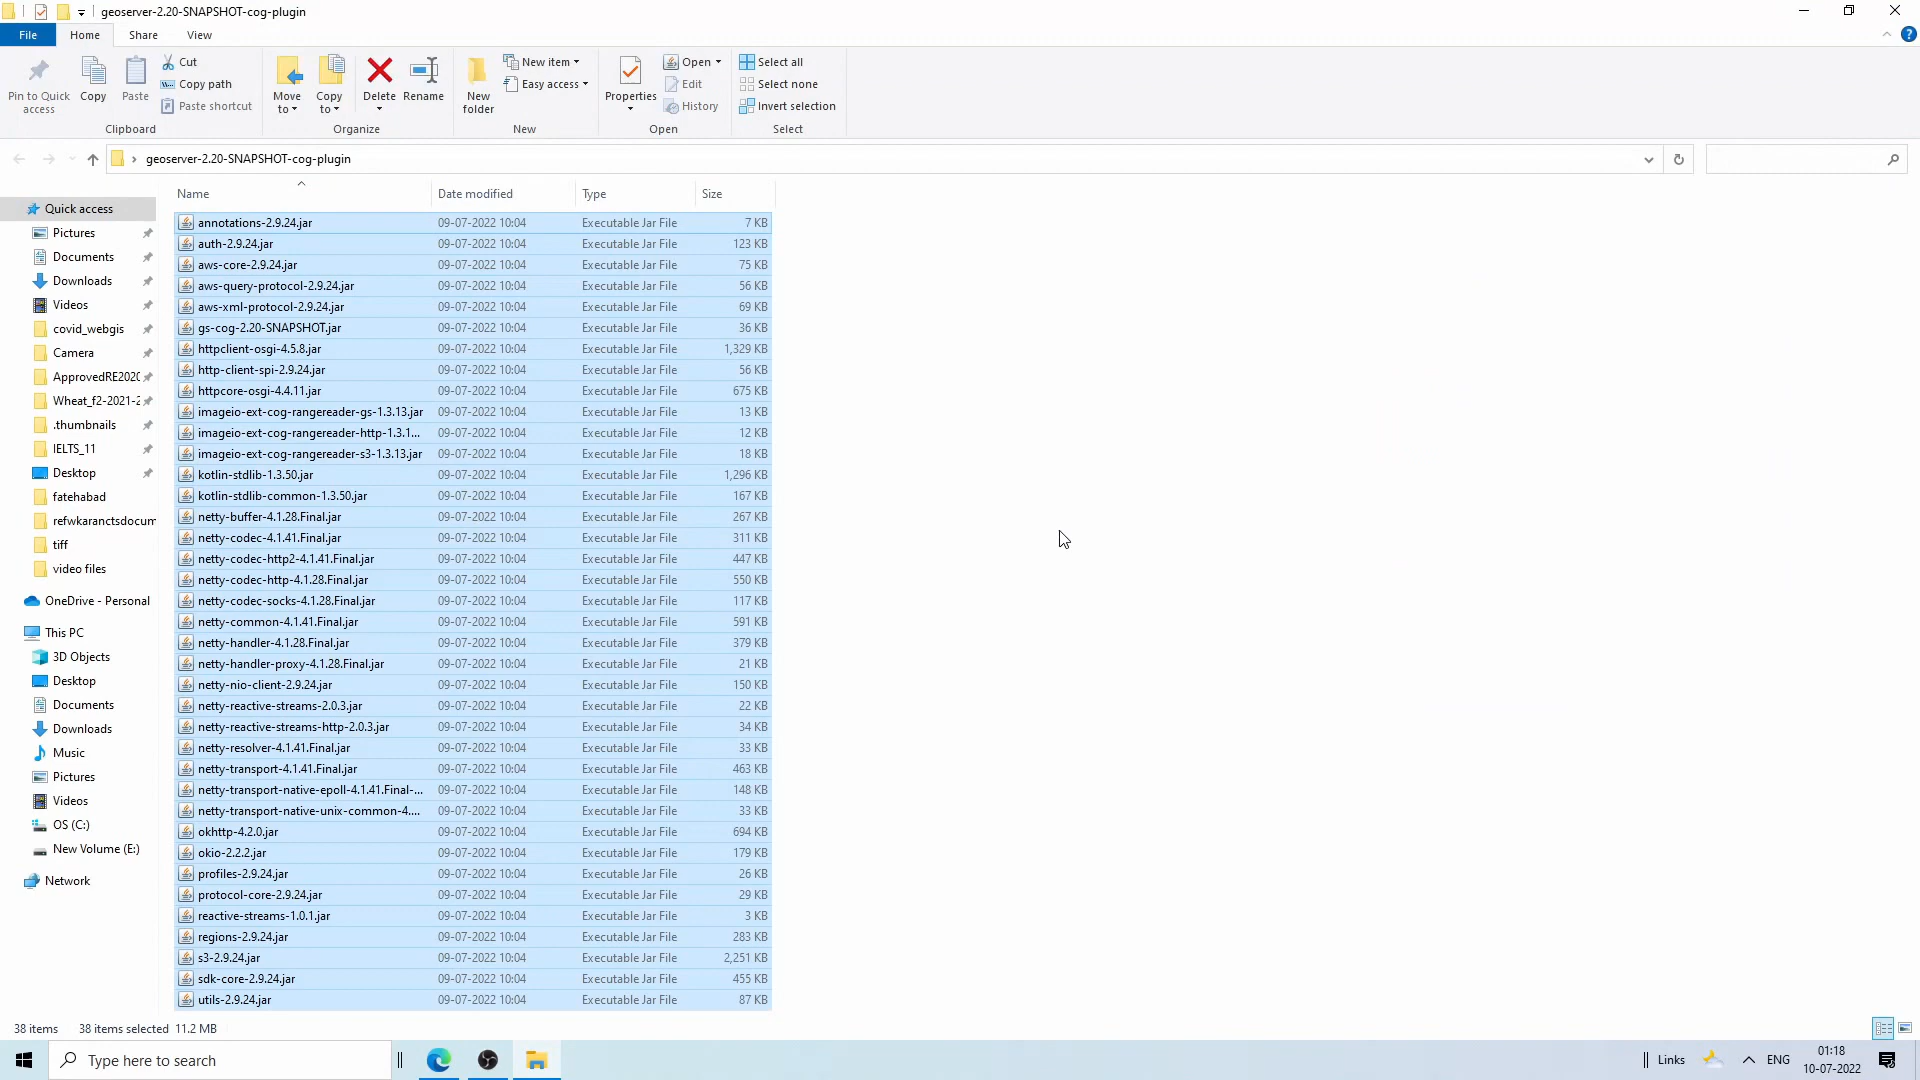 geoserver-2.20-SNAPSHOT-cog-plugin
File Home Share View
Pin to Quick access
Copy
Paste
Cut
Copy path
Paste shortcut
Clipboard
Move to
Copy to
Delete
Rename
Organize
New folder
New item
Easy access
New
Properties
Open
Edit
History
Open
Select all
Select none
Invert selection
Select
geoserver-2.20-SNAPSHOT-cog-plugin
Quick access
Pictures
Documents
Downloads
Videos
covid_webgis
Camera
ApprovedRE2020
Wheat_f2-2021-2
.thumbnails
IELTS_11
Desktop
fatehabad
refwkaranctsdocum
tiff
video files
OneDrive - Personal
This PC
3D Objects
Desktop
Documents
Downloads
Music
Pictures
Videos
OS (C:)
New Volume (E:)
Network
Name Date modified Type Size
annotations-2.9.24.jar 09-07-2022 10:04 Executable Jar File 7 KB
auth-2.9.24.jar 09-07-2022 10:04 Executable Jar File 123 KB
aws-core-2.9.24.jar 09-07-2022 10:04 Executable Jar File 75 KB
aws-query-protocol-2.9.24.jar 09-07-2022 10:04 Executable Jar File 56 KB
aws-xml-protocol-2.9.24.jar 09-07-2022 10:04 Executable Jar File 69 KB
gs-cog-2.20-SNAPSHOT.jar 09-07-2022 10:04 Executable Jar File 36 KB
httpclient-osgi-4.5.8.jar 09-07-2022 10:04 Executable Jar File 1,329 KB
http-client-spi-2.9.24.jar 09-07-2022 10:04 Executable Jar File 56 KB
httpcore-osgi-4.4.11.jar 09-07-2022 10:04 Executable Jar File 675 KB
imageio-ext-cog-rangereader-gs-1.3.13.jar 09-07-2022 10:04 Executable Jar File 13 KB
imageio-ext-cog-rangereader-http-1.3.1... 09-07-2022 10:04 Executable Jar File 12 KB
imageio-ext-cog-rangereader-s3-1.3.13.jar 09-07-2022 10:04 Executable Jar File 18 KB
kotlin-stdlib-1.3.50.jar 09-07-2022 10:04 Executable Jar File 1,296 KB
kotlin-stdlib-common-1.3.50.jar 09-07-2022 10:04 Executable Jar File 167 KB
netty-buffer-4.1.28.Final.jar 09-07-2022 10:04 Executable Jar File 267 KB
netty-codec-4.1.41.Final.jar 09-07-2022 10:04 Executable Jar File 311 KB
netty-codec-http2-4.1.41.Final.jar 09-07-2022 10:04 Executable Jar File 447 KB
netty-codec-http-4.1.28.Final.jar 09-07-2022 10:04 Executable Jar File 550 KB
netty-codec-socks-4.1.28.Final.jar 09-07-2022 10:04 Executable Jar File 117 KB
netty-common-4.1.41.Final.jar 09-07-2022 10:04 Executable Jar File 591 KB
netty-handler-4.1.28.Final.jar 09-07-2022 10:04 Executable Jar File 379 KB
netty-handler-proxy-4.1.28.Final.jar 09-07-2022 10:04 Executable Jar File 21 KB
netty-nio-client-2.9.24.jar 09-07-2022 10:04 Executable Jar File 150 KB
netty-reactive-streams-2.0.3.jar 09-07-2022 10:04 Executable Jar File 22 KB
netty-reactive-streams-http-2.0.3.jar 09-07-2022 10:04 Executable Jar File 34 KB
netty-resolver-4.1.41.Final.jar 09-07-2022 10:04 Executable Jar File 33 KB
netty-transport-4.1.41.Final.jar 09-07-2022 10:04 Executable Jar File 463 KB
netty-transport-native-epoll-4.1.41.Final-... 09-07-2022 10:04 Executable Jar File 148 KB
netty-transport-native-unix-common-4.... 09-07-2022 10:04 Executable Jar File 33 KB
okhttp-4.2.0.jar 09-07-2022 10:04 Executable Jar File 694 KB
okio-2.2.2.jar 09-07-2022 10:04 Executable Jar File 179 KB
profiles-2.9.24.jar 09-07-2022 10:04 Executable Jar File 26 KB
protocol-core-2.9.24.jar 09-07-2022 10:04 Executable Jar File 29 KB
reactive-streams-1.0.1.jar 09-07-2022 10:04 Executable Jar File 3 KB
regions-2.9.24.jar 09-07-2022 10:04 Executable Jar File 283 KB
s3-2.9.24.jar 09-07-2022 10:04 Executable Jar File 2,251 KB
sdk-core-2.9.24.jar 09-07-2022 10:04 Executable Jar File 455 KB
utils-2.9.24.jar 09-07-2022 10:04 Executable Jar File 87 KB
38 items 38 items selected 11.2 MB
Type here to search
Links
ENG
01:18
10-07-2022